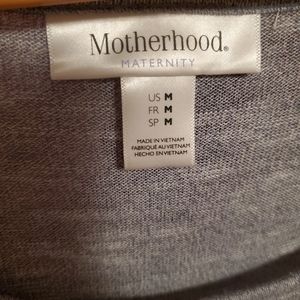 Motherhood®
MATERNITY
US M
FR M
SP M
MADE IN VIETNAM
FABRIQUÉ AU VIETNAM
HECHO EN VIETNAM